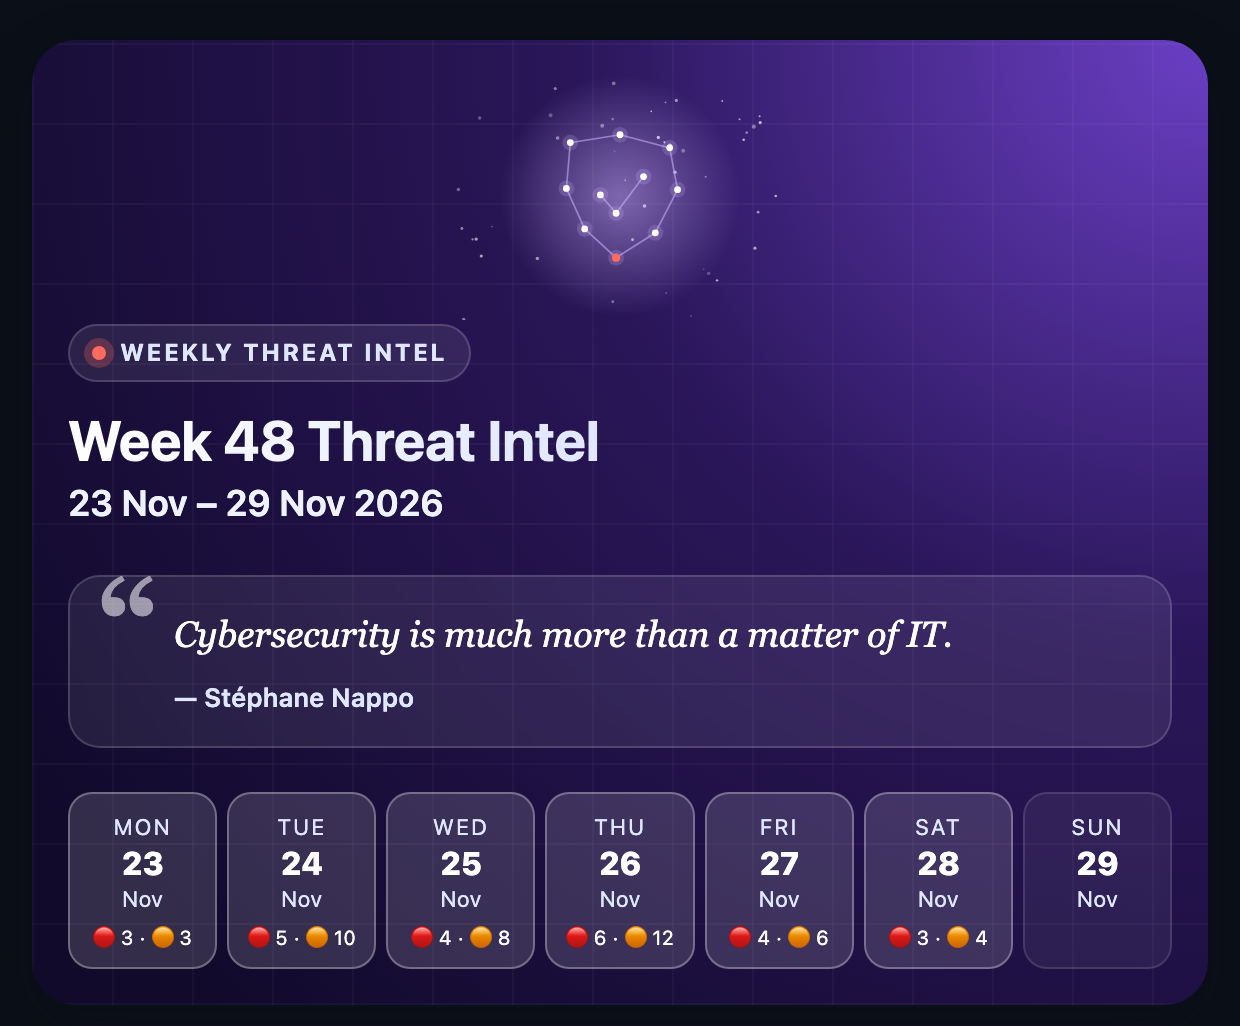 WEEKLY THREAT INTEL
Week 48 Threat Intel
23 Nov – 29 Nov 2026
“
Cybersecurity is much more than a matter of IT.
— Stéphane Nappo
MON
23
Nov
🔴 3 · 🟠 3
TUE
24
Nov
🔴 5 · 🟠 10
WED
25
Nov
🔴 4 · 🟠 8
THU
26
Nov
🔴 6 · 🟠 12
FRI
27
Nov
🔴 4 · 🟠 6
SAT
28
Nov
🔴 3 · 🟠 4
SUN
29
Nov